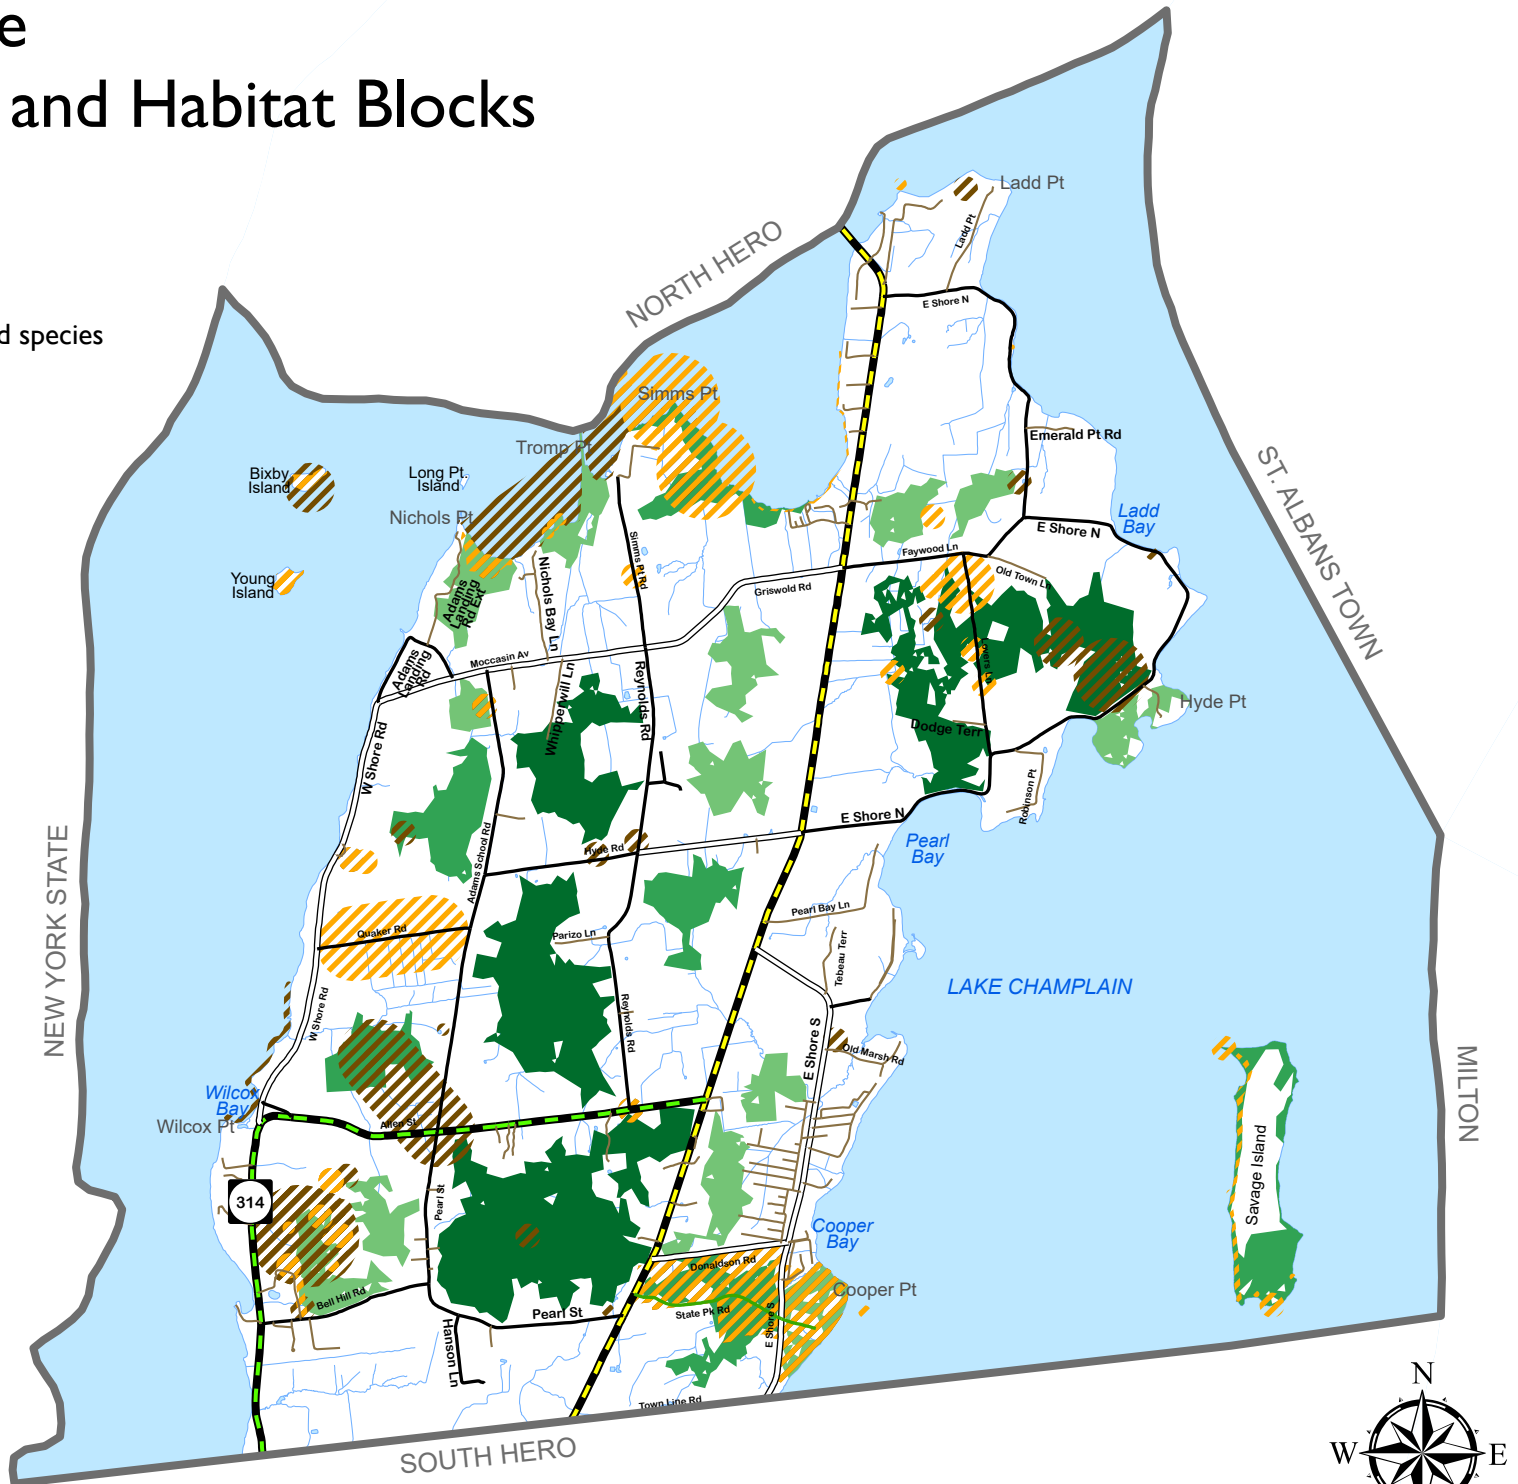 e
and Habitat Blocks
d species
Ladd Pt
Ladd Pt
NORTH HERO
E Shore N
Simms Pt
Emerald Pt Rd
Tromp Pt
Bixby
Island
Long Pt.
Island
Nichols Pt
Ladd
Bay
E Shore N
ST. ALBANS TOWN
Faywood Ln
Old Town Ln
Simms Pt Rd
Griswold Rd
Young
Island
Adams
Landing
Rd Ext
Nichols Bay Ln
Moccasin Av
Adams
Landing
Rd
Whipperwill Ln
Reynolds Rd
Lovers Ln
Hyde Pt
Dodge Terr
W Shore Rd
Robinson Pt
E Shore N
Pearl
Bay
Hyde Rd
Adams School Rd
Pearl Bay Ln
Quaker Rd
Parizo Ln
Tebeau Terr
NEW YORK STATE
LAKE CHAMPLAIN
W Shore Rd
Reynolds Rd
E Shore S
Old Marsh Rd
Wilcox
Bay
Wilcox Pt
Allen St
MILTON
Savage Island
314
Pearl St
Cooper
Bay
Donaldson Rd
Cooper Pt
Bell Hill Rd
State Pk Rd
Pearl St
E Shore S
Hanson Ln
Town Line Rd
SOUTH HERO
N
W
E